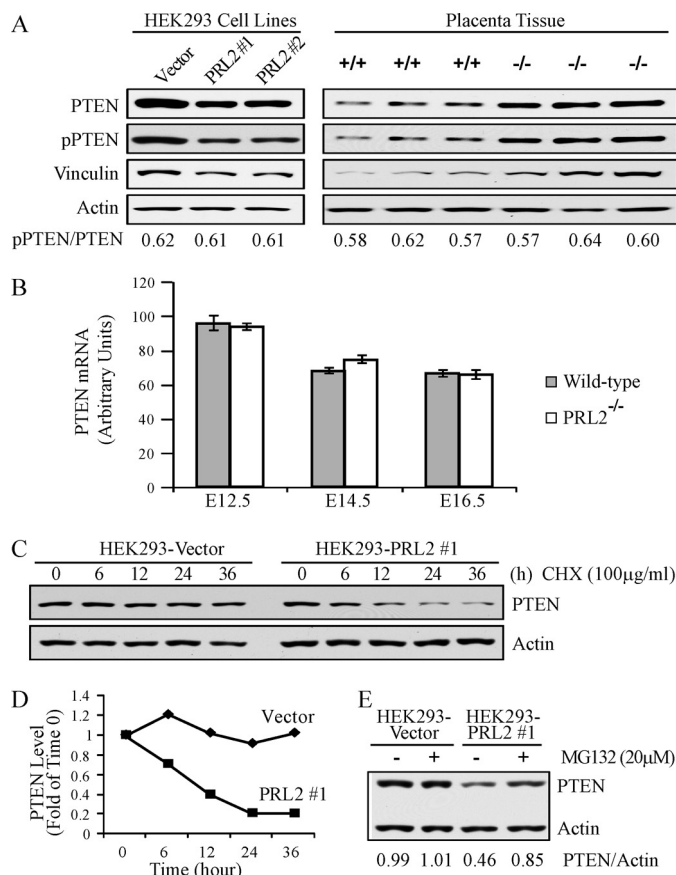 A
HEK293 Cell Lines
Placenta Tissue
Vector PRL2 #1 PRL2 #2
+/+ +/+ +/+ -/- -/- -/-
PTEN
pPTEN
Vinculin
Actin
pPTEN/PTEN 0.62 0.61 0.61 0.58 0.62 0.57 0.57 0.64 0.60
B
PTEN mRNA
(Arbitrary Units)
120
100
80
60
40
20
0
E12.5 E14.5 E16.5
Wild-type
PRL2-/-
C
HEK293-Vector HEK293-PRL2 #1
0 6 12 24 36 0 6 12 24 36 (h) CHX (100µg/ml)
PTEN
Actin
D
PTEN Level
(Fold of Time 0)
1.4
1.2
1
0.8
0.6
0.4
0.2
0
Vector
PRL2 #1
0 6 12 24 36
Time (hour)
E
HEK293-
Vector
HEK293-
PRL2 #1
- + - + MG132 (20µM)
PTEN
Actin
0.99 1.01 0.46 0.85 PTEN/Actin